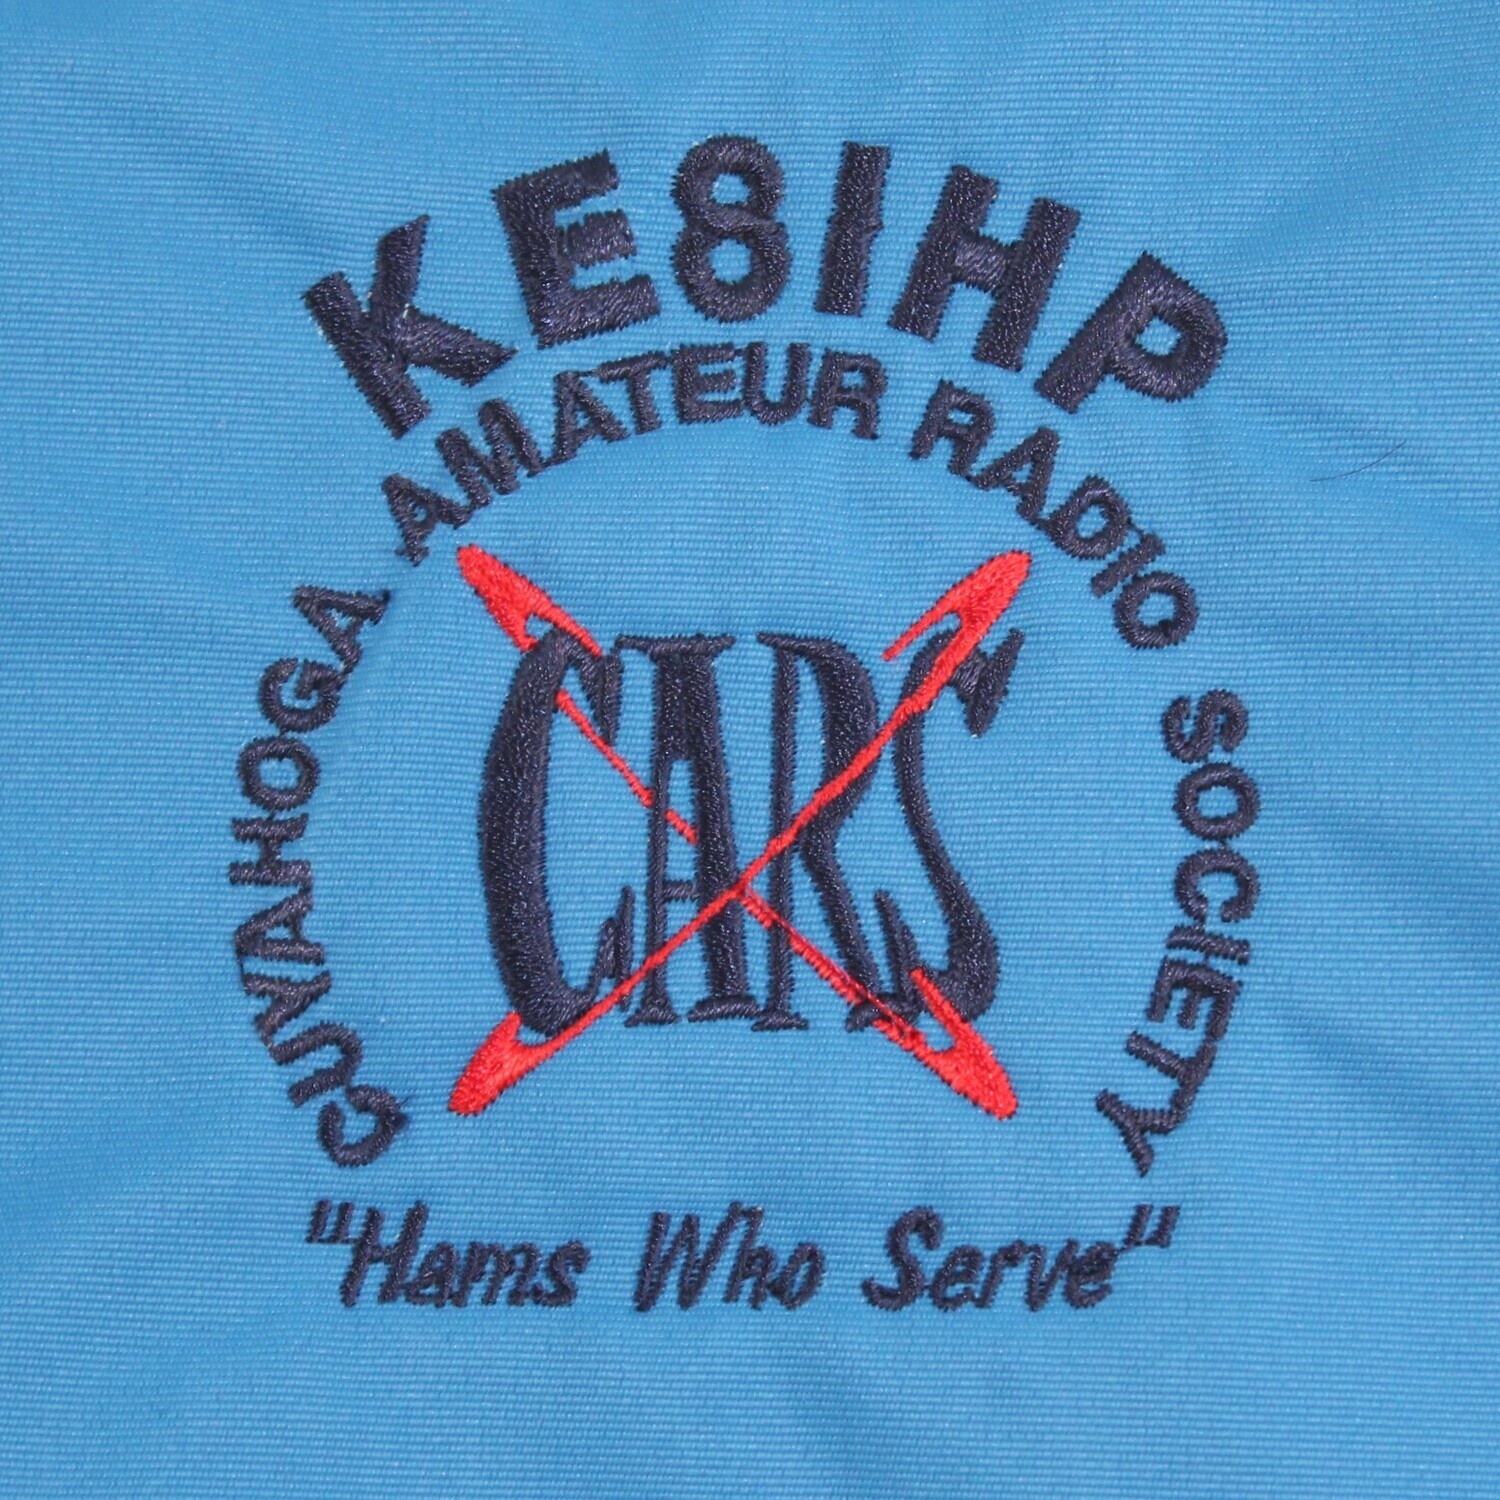 KE8IHP
CUYAHOGA AMATEUR RADIO SOCIETY
CARS
"Hams Who Serve"